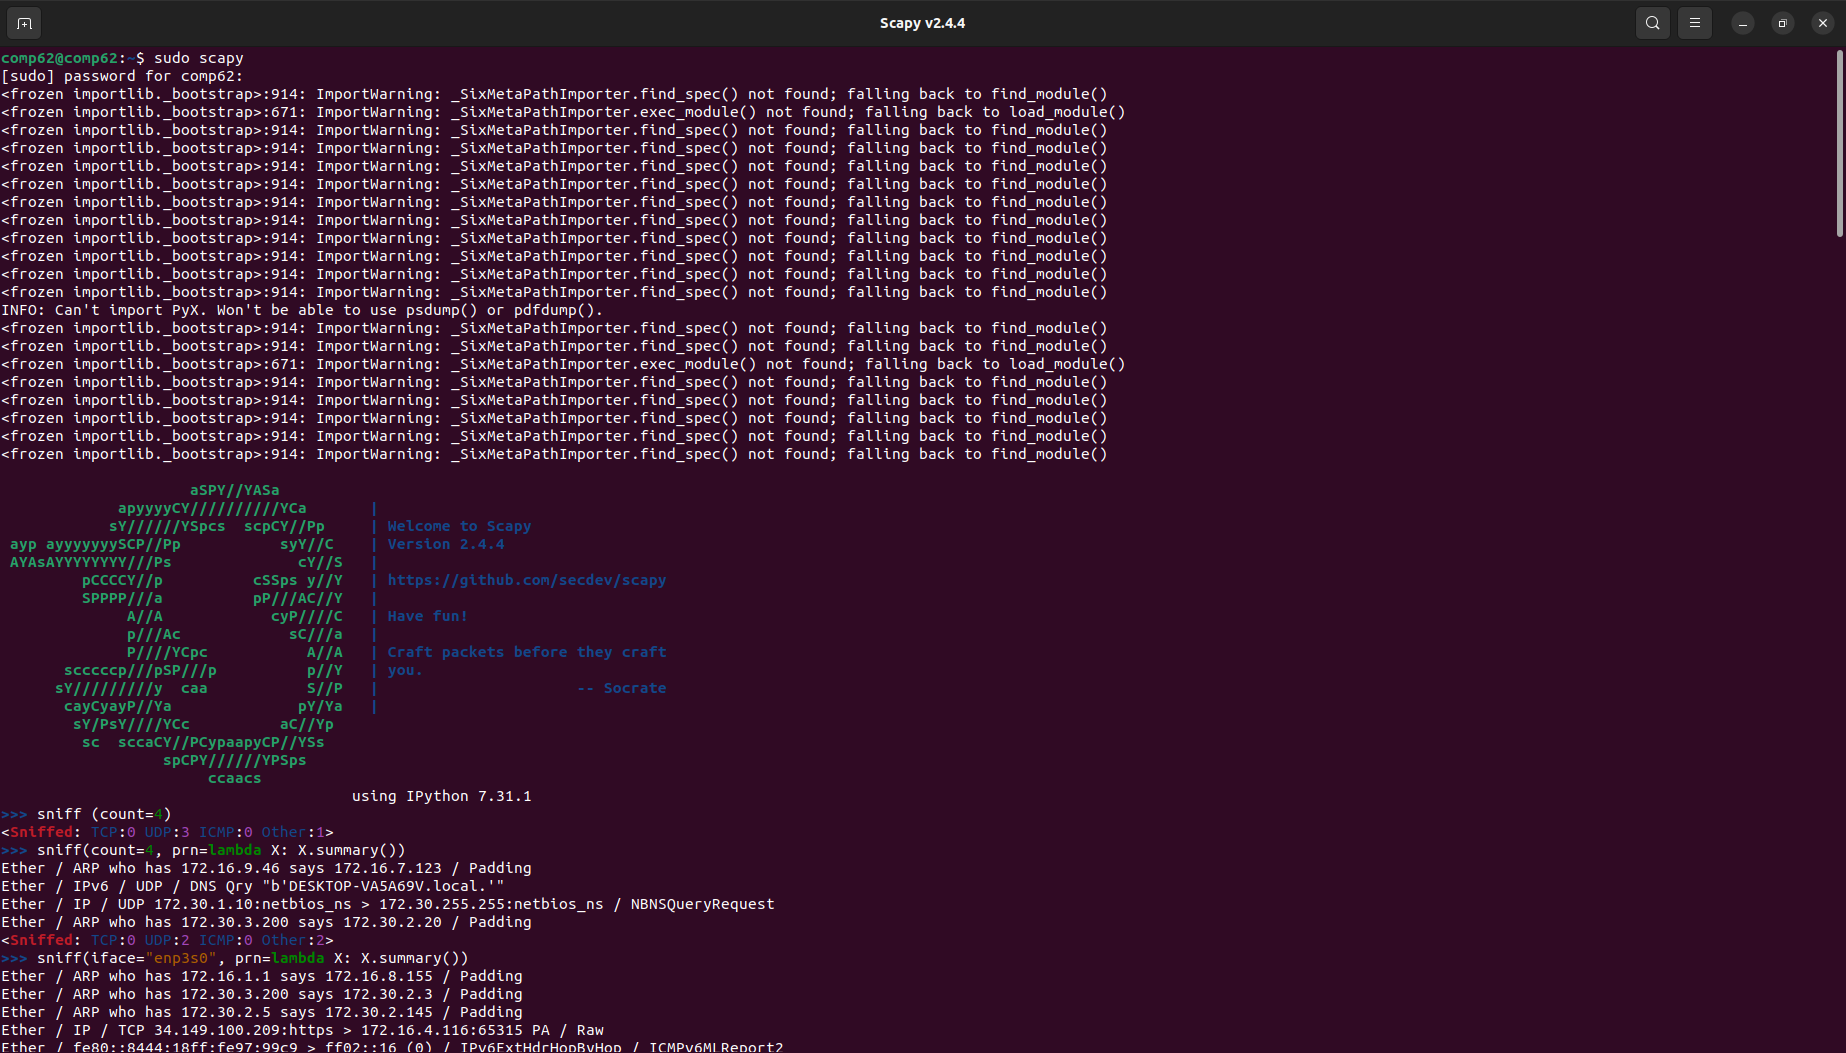 Scapy v2.4.4
comp62@comp62:~$ sudo scapy
[sudo] password for comp62:
<frozen importlib._bootstrap>:914: ImportWarning: _SixMetaPathImporter.find_spec() not found; falling back to find_module()
<frozen importlib._bootstrap>:671: ImportWarning: _SixMetaPathImporter.exec_module() not found; falling back to load_module()
<frozen importlib._bootstrap>:914: ImportWarning: _SixMetaPathImporter.find_spec() not found; falling back to find_module()
<frozen importlib._bootstrap>:914: ImportWarning: _SixMetaPathImporter.find_spec() not found; falling back to find_module()
<frozen importlib._bootstrap>:914: ImportWarning: _SixMetaPathImporter.find_spec() not found; falling back to find_module()
<frozen importlib._bootstrap>:914: ImportWarning: _SixMetaPathImporter.find_spec() not found; falling back to find_module()
<frozen importlib._bootstrap>:914: ImportWarning: _SixMetaPathImporter.find_spec() not found; falling back to find_module()
<frozen importlib._bootstrap>:914: ImportWarning: _SixMetaPathImporter.find_spec() not found; falling back to find_module()
<frozen importlib._bootstrap>:914: ImportWarning: _SixMetaPathImporter.find_spec() not found; falling back to find_module()
<frozen importlib._bootstrap>:914: ImportWarning: _SixMetaPathImporter.find_spec() not found; falling back to find_module()
<frozen importlib._bootstrap>:914: ImportWarning: _SixMetaPathImporter.find_spec() not found; falling back to find_module()
<frozen importlib._bootstrap>:914: ImportWarning: _SixMetaPathImporter.find_spec() not found; falling back to find_module()
INFO: Can't import PyX. Won't be able to use psdump() or pdfdump().
<frozen importlib._bootstrap>:914: ImportWarning: _SixMetaPathImporter.find_spec() not found; falling back to find_module()
<frozen importlib._bootstrap>:914: ImportWarning: _SixMetaPathImporter.find_spec() not found; falling back to find_module()
<frozen importlib._bootstrap>:671: ImportWarning: _SixMetaPathImporter.exec_module() not found; falling back to load_module()
<frozen importlib._bootstrap>:914: ImportWarning: _SixMetaPathImporter.find_spec() not found; falling back to find_module()
<frozen importlib._bootstrap>:914: ImportWarning: _SixMetaPathImporter.find_spec() not found; falling back to find_module()
<frozen importlib._bootstrap>:914: ImportWarning: _SixMetaPathImporter.find_spec() not found; falling back to find_module()
<frozen importlib._bootstrap>:914: ImportWarning: _SixMetaPathImporter.find_spec() not found; falling back to find_module()
<frozen importlib._bootstrap>:914: ImportWarning: _SixMetaPathImporter.find_spec() not found; falling back to find_module()
                     aSPY//YASa
             apyyyyCY//////////YCa       |
            sY//////YSpcs  scpCY//Pp     | Welcome to Scapy
 ayp ayyyyyyySCP//Pp           syY//C    | Version 2.4.4
 AYAsAYYYYYYYY///Ps              cY//S   |
         pCCCCY//p          cSSps y//Y   | https://github.com/secdev/scapy
         SPPPP///a          pP///AC//Y   |
              A//A            cyP////C   | Have fun!
              p///Ac            sC///a   |
              P////YCpc           A//A   | Craft packets before they craft
       scccccp///pSP///p          p//Y   | you.
      sY/////////y  caa           S//P   |                      -- Socrate
       cayCyayP//Ya              pY/Ya   |
        sY/PsY////YCc          aC//Yp
         sc  sccaCY//PCypaapyCP//YSs
                  spCPY//////YPSps
                       ccaacs
                                       using IPython 7.31.1
>>> sniff (count=4)
<Sniffed: TCP:0 UDP:3 ICMP:0 Other:1>
>>> sniff(count=4, prn=lambda X: X.summary())
Ether / ARP who has 172.16.9.46 says 172.16.7.123 / Padding
Ether / IPv6 / UDP / DNS Qry "b'DESKTOP-VA5A69V.local.'"
Ether / IP / UDP 172.30.1.10:netbios_ns > 172.30.255.255:netbios_ns / NBNSQueryRequest
Ether / ARP who has 172.30.3.200 says 172.30.2.20 / Padding
<Sniffed: TCP:0 UDP:2 ICMP:0 Other:2>
>>> sniff(iface="enp3s0", prn=lambda X: X.summary())
Ether / ARP who has 172.16.1.1 says 172.16.8.155 / Padding
Ether / ARP who has 172.30.3.200 says 172.30.2.3 / Padding
Ether / ARP who has 172.30.2.5 says 172.30.2.145 / Padding
Ether / IP / TCP 34.149.100.209:https > 172.16.4.116:65315 PA / Raw
Ether / fe80::8444:18ff:fe97:99c9 > ff02::16 (0) / IPv6ExtHdrHopByHop / ICMPv6MLReport2